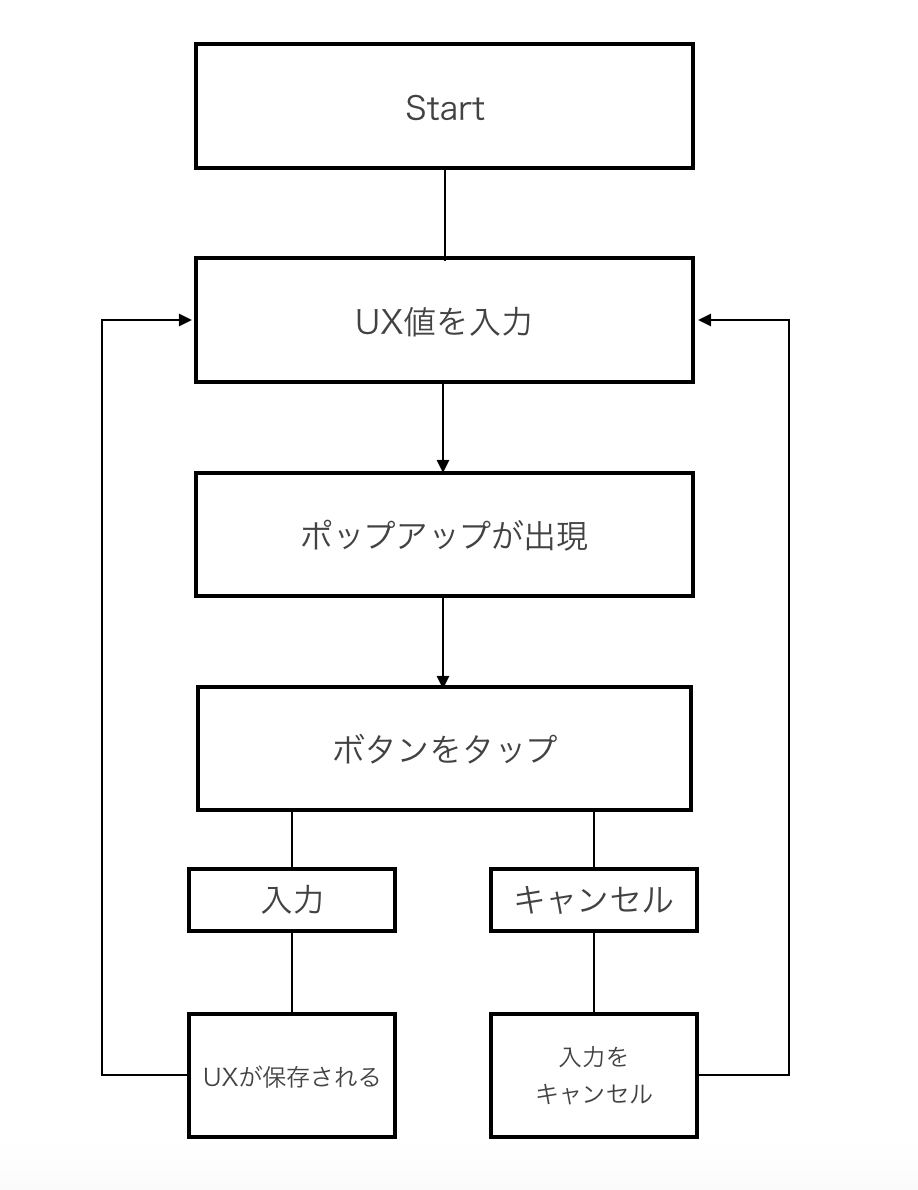 Start
UX値を入力
ポップアップが出現
ボタンをタップ
入力
キャンセル
UXが保存される
入力を
キャンセル